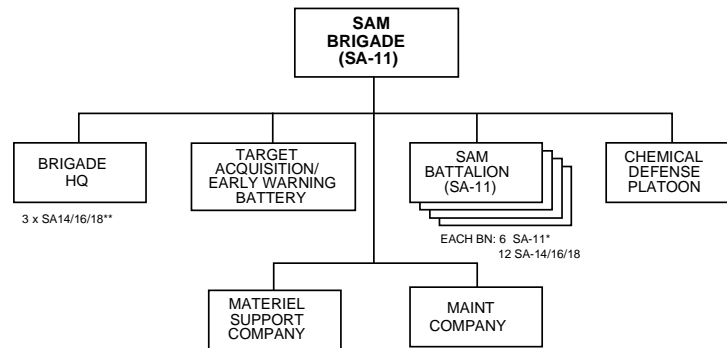 SAM
BRIGADE
(SA-11)
BRIGADE
HQ
3 x SA14/16/18**
TARGET
ACQUISITION/
EARLY WARNING
BATTERY
SAM
BATTALION
(SA-11)
EACH BN: 6 SA-11*
12 SA-14/16/18
CHEMICAL
DEFENSE
PLATOON
MATERIEL
SUPPORT
COMPANY
MAINT
COMPANY